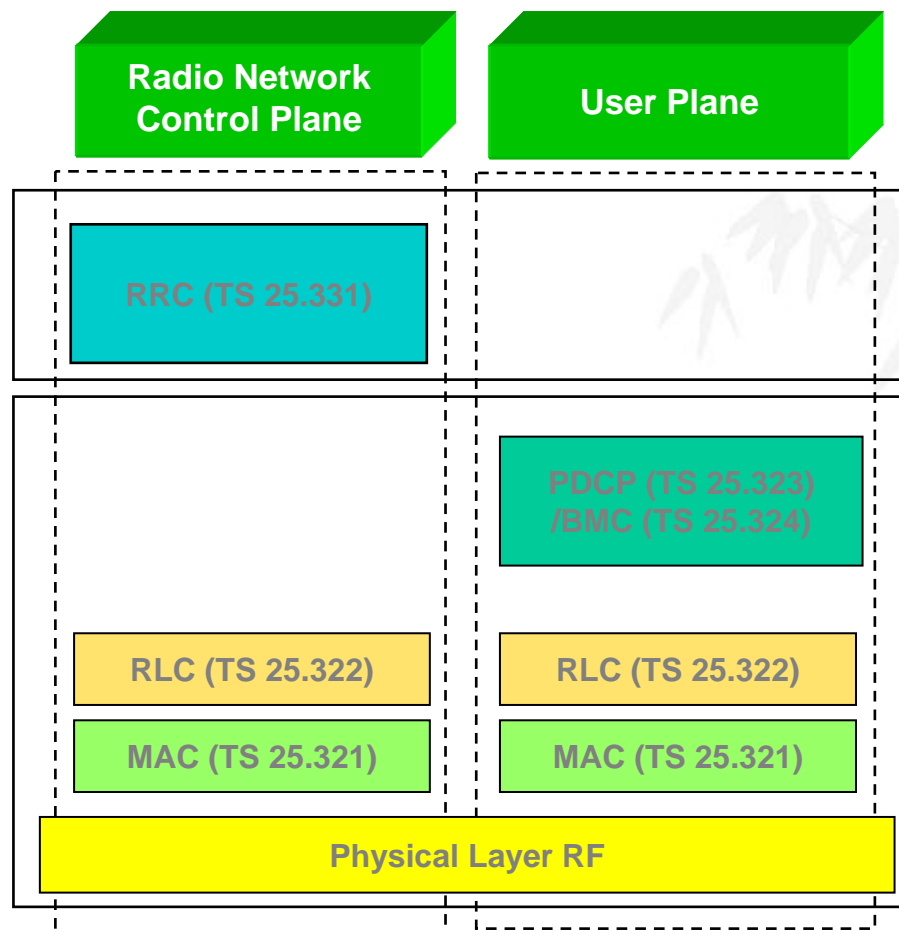 Radio Network
Control Plane
User Plane
RRC (TS 25.331)
PDCP (TS 25.323)
/BMC (TS 25.324)
RLC (TS 25.322)
RLC (TS 25.322)
MAC (TS 25.321)
MAC (TS 25.321)
Physical Layer RF